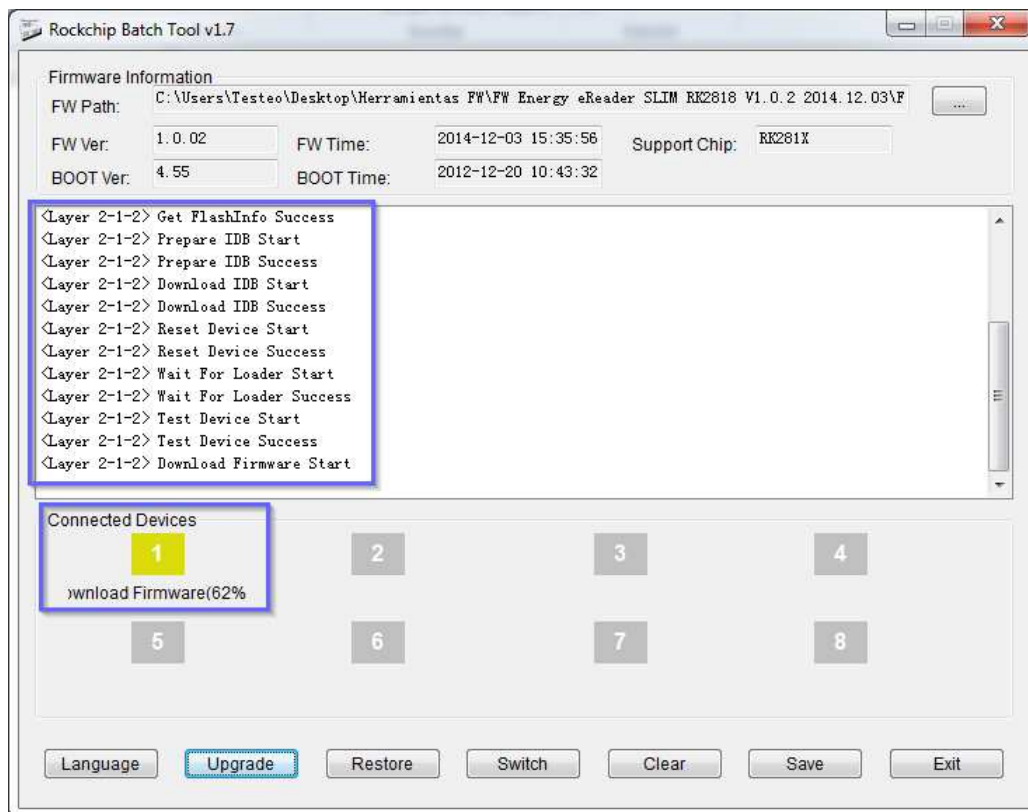 Rockchip Batch Tool v1.7
Firmware Information
FW Path: C:\Users\Testeo\Desktop\Herramientas FW\FW Energy eReader SLIM RK2818 V1.0.2 2014.12.03\F ...
FW Ver: 1.0.02 FW Time: 2014-12-03 15:35:56 Support Chip: RK281X
BOOT Ver: 4.55 BOOT Time: 2012-12-20 10:43:32
<Layer 2-1-2> Get FlashInfo Success
<Layer 2-1-2> Prepare IDB Start
<Layer 2-1-2> Prepare IDB Success
<Layer 2-1-2> Download IDB Start
<Layer 2-1-2> Download IDB Success
<Layer 2-1-2> Reset Device Start
<Layer 2-1-2> Reset Device Success
<Layer 2-1-2> Wait For Loader Start
<Layer 2-1-2> Wait For Loader Success
<Layer 2-1-2> Test Device Start
<Layer 2-1-2> Test Device Success
<Layer 2-1-2> Download Firmware Start
Connected Devices
1 2 3 4
ownload Firmware(62%
5 6 7 8
Language Upgrade Restore Switch Clear Save Exit